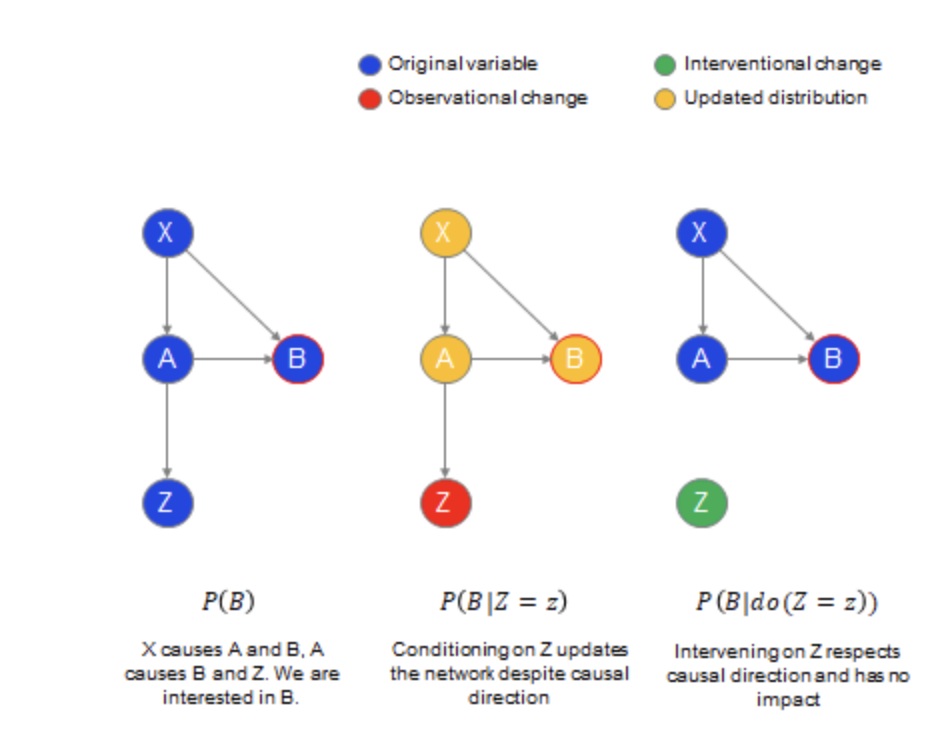 Original variable
Interventional change
Observational change
Updated distribution
X
X
X
A
B
A
B
A
B
Z
Z
Z
P(B)
P(B|Z = z)
P(B|do(Z = z))
X causes A and B, A
causes B and Z. We are
interested in B.
Conditioning on Z updates
the network despite causal
direction
Intervening on Z respects
causal direction and has no
impact